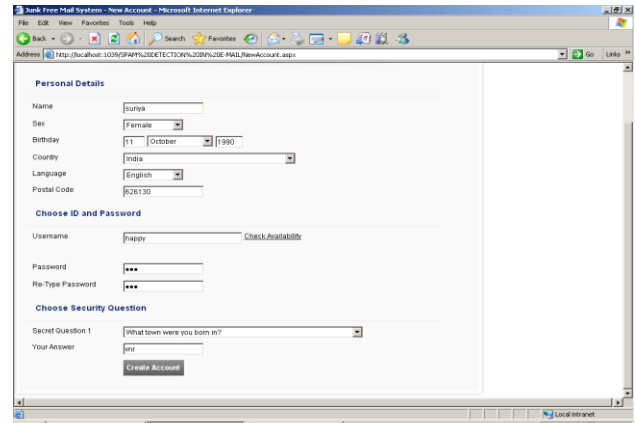 Junk Free Mail System - New Account - Microsoft Internet Explorer
File Edit View Favorites Tools Help
Back Search Favorites
Address http://localhost:1039/SPAM%20DETECTION%20IN%20E-MAIL/NewAccount.aspx Go Links »
Personal Details
Name suriya
Sex Female
Birthday 11 October 1990
Country India
Language English
Postal Code 626130
Choose ID and Password
Username happy Check Availability
Password •••
Re-Type Password •••
Choose Security Question
Secret Question 1 What town were you born in?
Your Answer vnr
Create Account
Local intranet